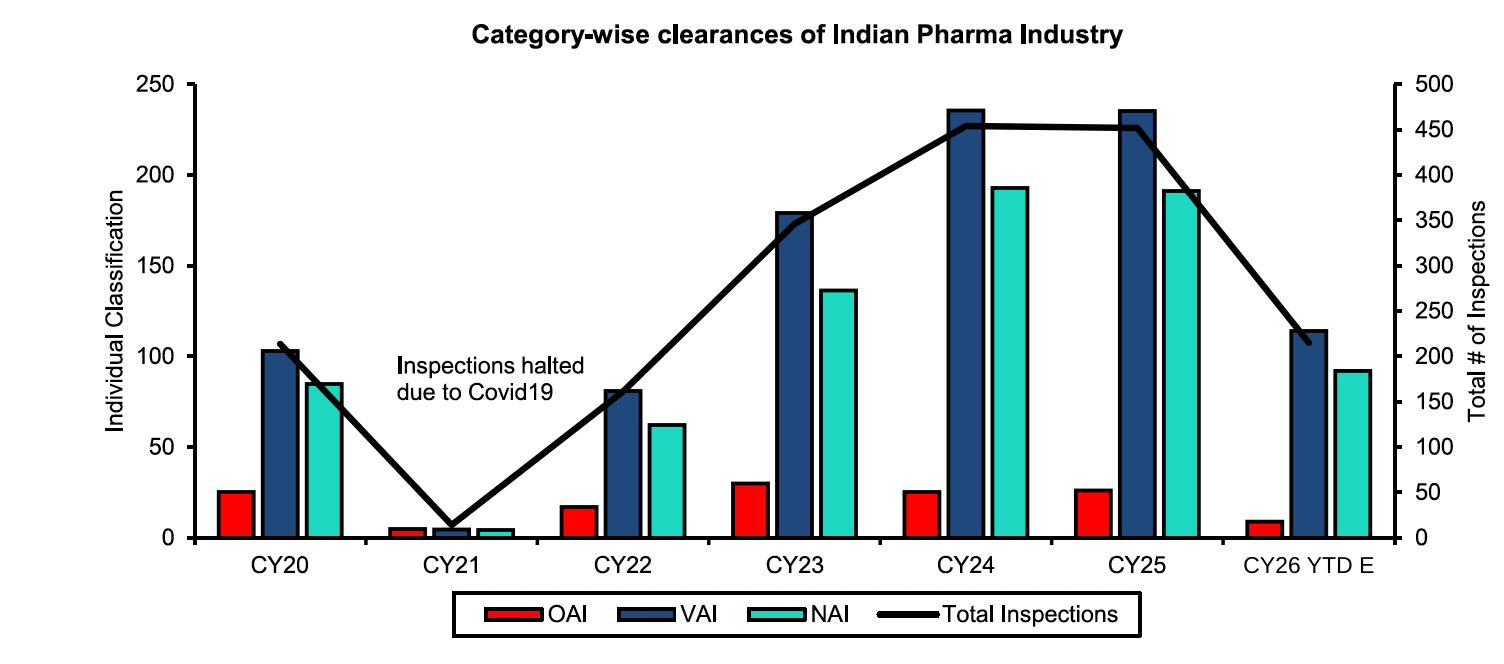 Category-wise clearances of Indian Pharma Industry
250
200
150
100
50
0
Individual Classification
500
450
400
350
300
250
200
150
100
50
0
Total # of Inspections
Inspections halted
due to Covid19
CY20 CY21 CY22 CY23 CY24 CY25 CY26 YTD E
OAI VAI NAI Total Inspections